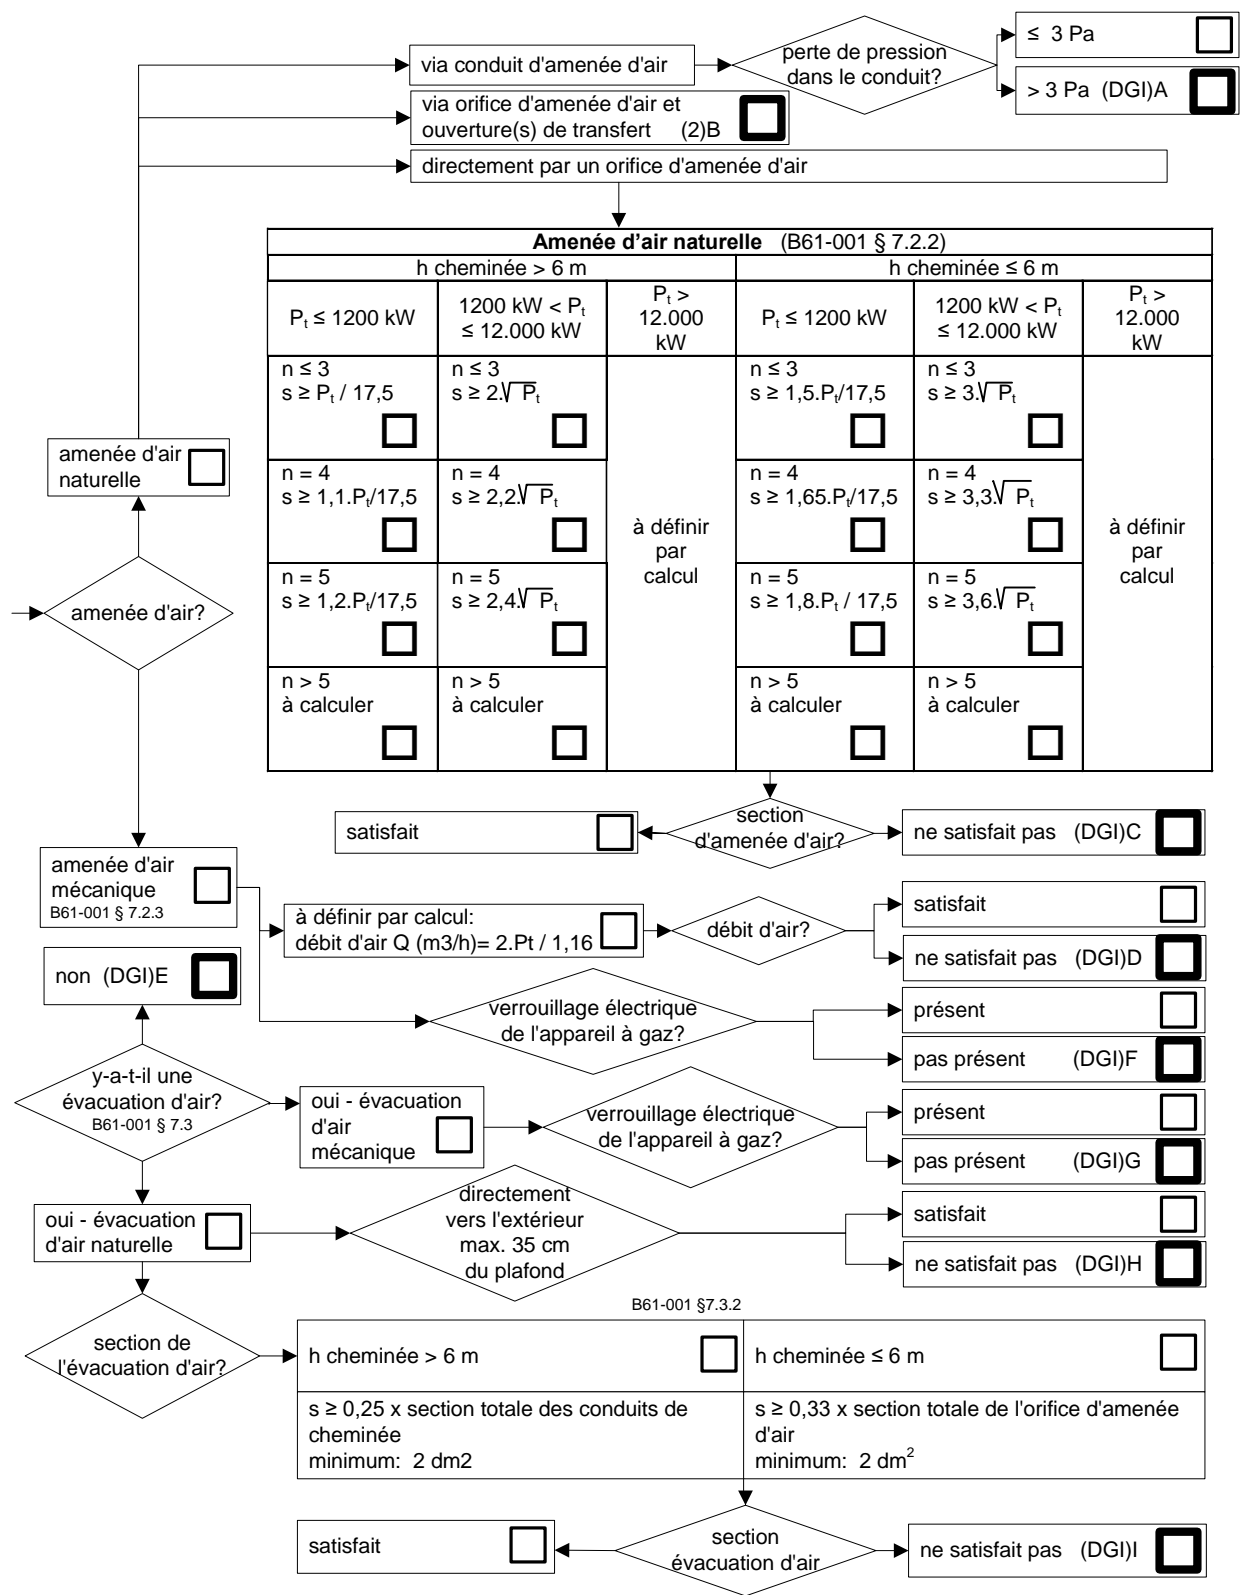 via conduit d'amenée d'air
perte de pression
dans le conduit?
≤ 3 Pa
> 3 Pa (DGI)A
via orifice d'amenée d'air et
ouverture(s) de transfert (2)B
directement par un orifice d'amenée d'air
Amenée d'air naturelle (B61-001 § 7.2.2)
h cheminée > 6 m
h cheminée ≤ 6 m
Pt ≤ 1200 kW
1200 kW < Pt
≤ 12.000 kW
Pt >
12.000
kW
Pt ≤ 1200 kW
1200 kW < Pt
≤ 12.000 kW
Pt >
12.000
kW
n ≤ 3
s ≥ Pt / 17,5
n ≤ 3
s ≥ 2.√Pt
n ≤ 3
s ≥ 1,5.Pt/17,5
n ≤ 3
s ≥ 3.√Pt
n = 4
s ≥ 1,1.Pt/17,5
n = 4
s ≥ 2,2.√Pt
n = 4
s ≥ 1,65.Pt/17,5
n = 4
s ≥ 3,3.√Pt
à définir
par
calcul
à définir
par
calcul
n = 5
s ≥ 1,2.Pt/17,5
n = 5
s ≥ 2,4.√Pt
n = 5
s ≥ 1,8.Pt / 17,5
n = 5
s ≥ 3,6.√Pt
n > 5
à calculer
n > 5
à calculer
n > 5
à calculer
n > 5
à calculer
amenée d'air
naturelle
amenée d'air?
satisfait
section
d'amenée d'air?
ne satisfait pas (DGI)C
amenée d'air
mécanique
B61-001 § 7.2.3
à définir par calcul:
débit d'air Q (m3/h)= 2.Pt / 1,16
débit d'air?
satisfait
ne satisfait pas (DGI)D
non (DGI)E
verrouillage électrique
de l'appareil à gaz?
présent
pas présent (DGI)F
y-a-t-il une
évacuation d'air?
B61-001 § 7.3
oui - évacuation
d'air
mécanique
verrouillage électrique
de l'appareil à gaz?
présent
pas présent (DGI)G
oui - évacuation
d'air naturelle
directement
vers l'extérieur
max. 35 cm
du plafond
satisfait
ne satisfait pas (DGI)H
B61-001 §7.3.2
section de
l'évacuation d'air?
h cheminée > 6 m
h cheminée ≤ 6 m
s ≥ 0,25 x section totale des conduits de
cheminée
minimum: 2 dm2
s ≥ 0,33 x section totale de l'orifice d'amenée
d'air
minimum: 2 dm²
satisfait
section
évacuation d'air
ne satisfait pas (DGI)I